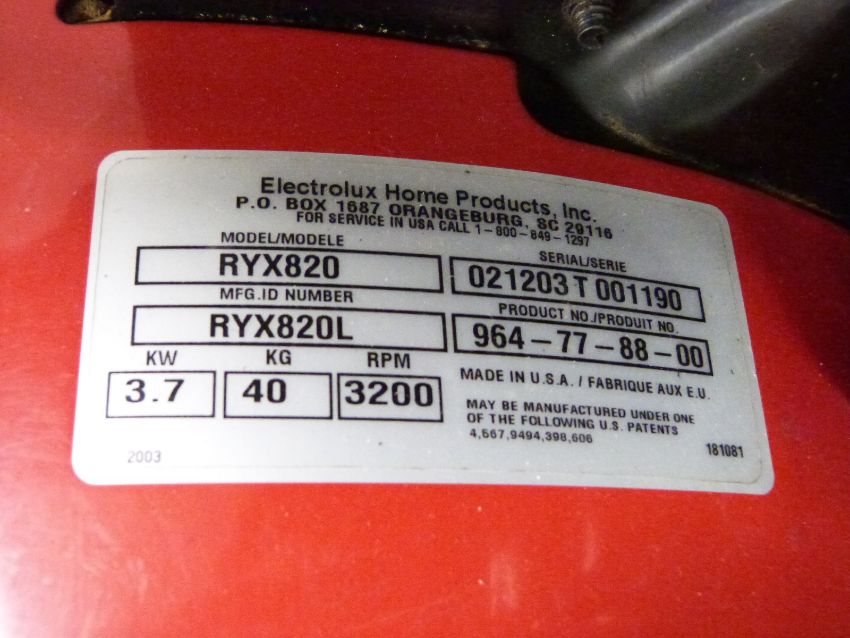 Electrolux Home Products, Inc.
P.O. BOX 1687 ORANGEBURG, SC 29116
FOR SERVICE IN USA CALL 1-800-849-1297
MODEL/MODELE
RYX820
SERIAL/SERIE
021203 T 001190
MFG.ID NUMBER
RYX820L
PRODUCT NO./PRODUIT NO.
964-77-88-00
KW KG RPM
3.7 40 3200
MADE IN U.S.A. / FABRIQUE AUX E.U.
MAY BE MANUFACTURED UNDER ONE
OF THE FOLLOWING U.S. PATENTS
4,567,9494,398,606
2003
181081